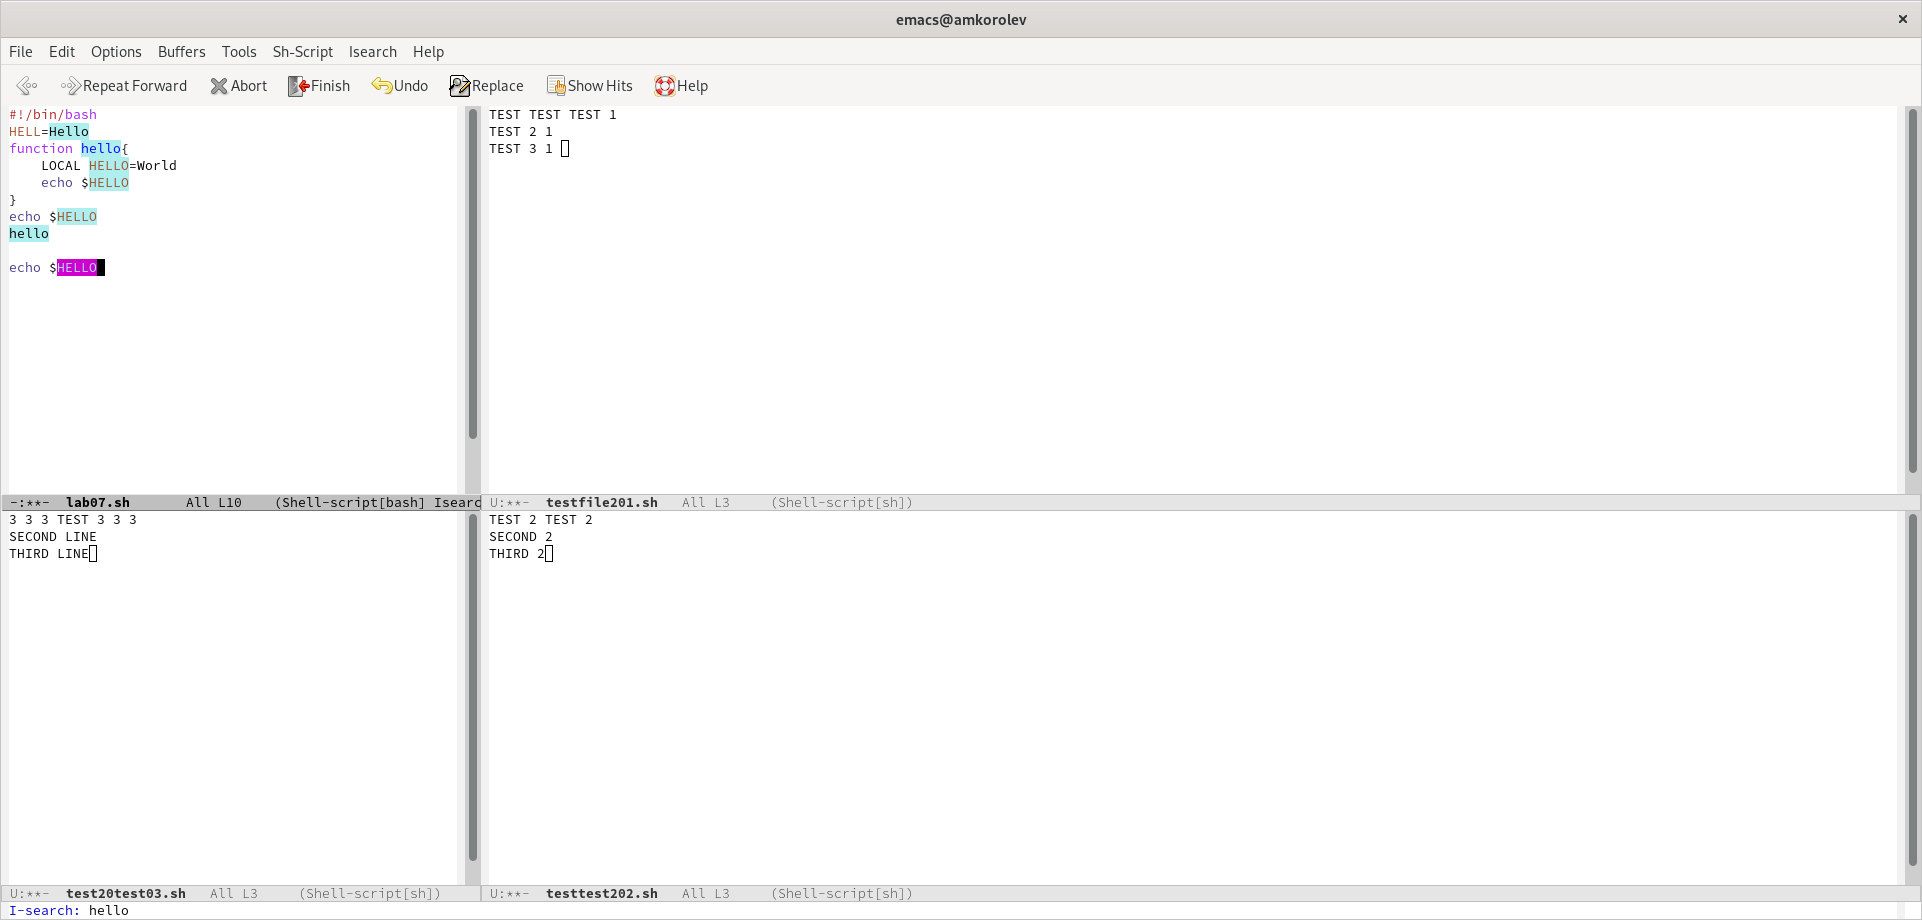 emacs@amkorolev
File Edit Options Buffers Tools Sh-Script Isearch Help
Repeat Forward Abort Finish Undo Replace Show Hits Help
#!/bin/bash
HELL=Hello
function hello{
    LOCAL HELLO=World
    echo $HELLO
}
echo $HELLO
hello
echo $HELLO
-:**-  lab07.sh       All L10    (Shell-script[bash] Isearc
TEST TEST TEST 1
TEST 2 1
TEST 3 1
U:**-  testfile201.sh   All L3     (Shell-script[sh])
3 3 3 TEST 3 3 3
SECOND LINE
THIRD LINE
U:**-  test20test03.sh   All L3     (Shell-script[sh])
TEST 2 TEST 2
SECOND 2
THIRD 2
U:**-  testtest202.sh   All L3     (Shell-script[sh])
I-search: hello